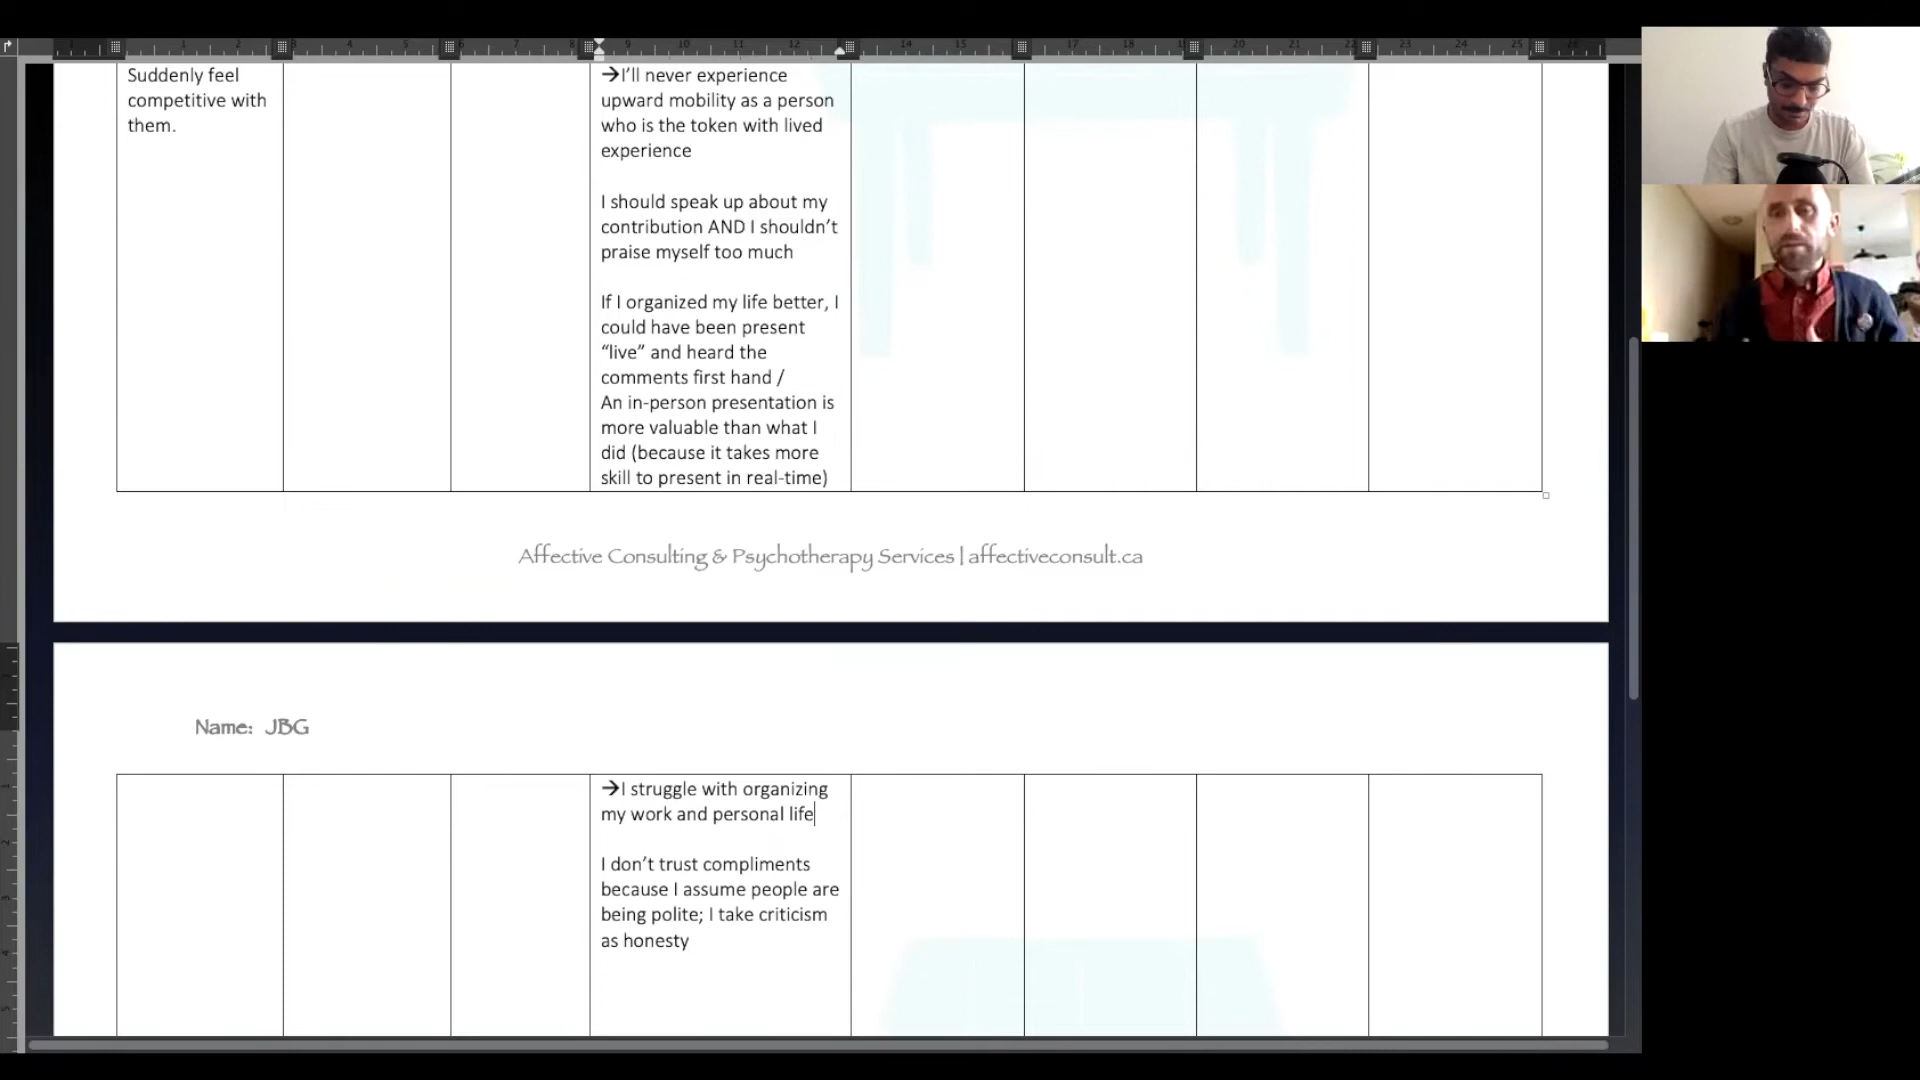 Suddenly feel
competitive with
them.
→I'll never experience
upward mobility as a person
who is the token with lived
experience
I should speak up about my
contribution AND I shouldn't
praise myself too much
If I organized my life better, I
could have been present
“live” and heard the
comments first hand /
An in-person presentation is
more valuable than what I
did (because it takes more
skill to present in real-time)
Affective Consulting & Psychotherapy Services | affectiveconsult.ca
Name: JBG
→I struggle with organizing
my work and personal life
I don't trust compliments
because I assume people are
being polite; I take criticism
as honesty